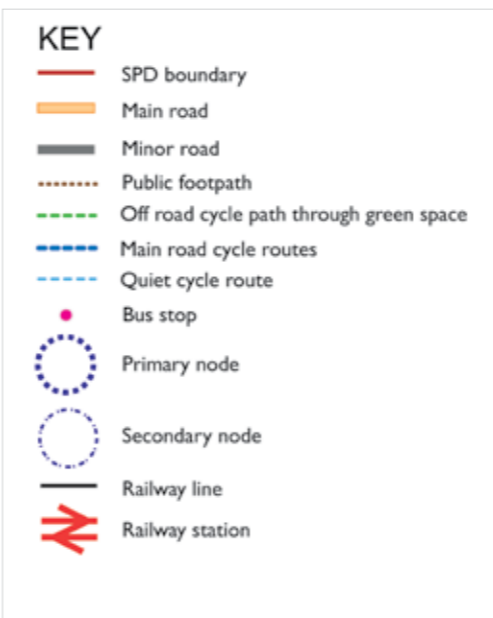 KEY
SPD boundary
Main road
Minor road
Public footpath
Off road cycle path through green space
Main road cycle routes
Quiet cycle route
Bus stop
Primary node
Secondary node
Railway line
Railway station